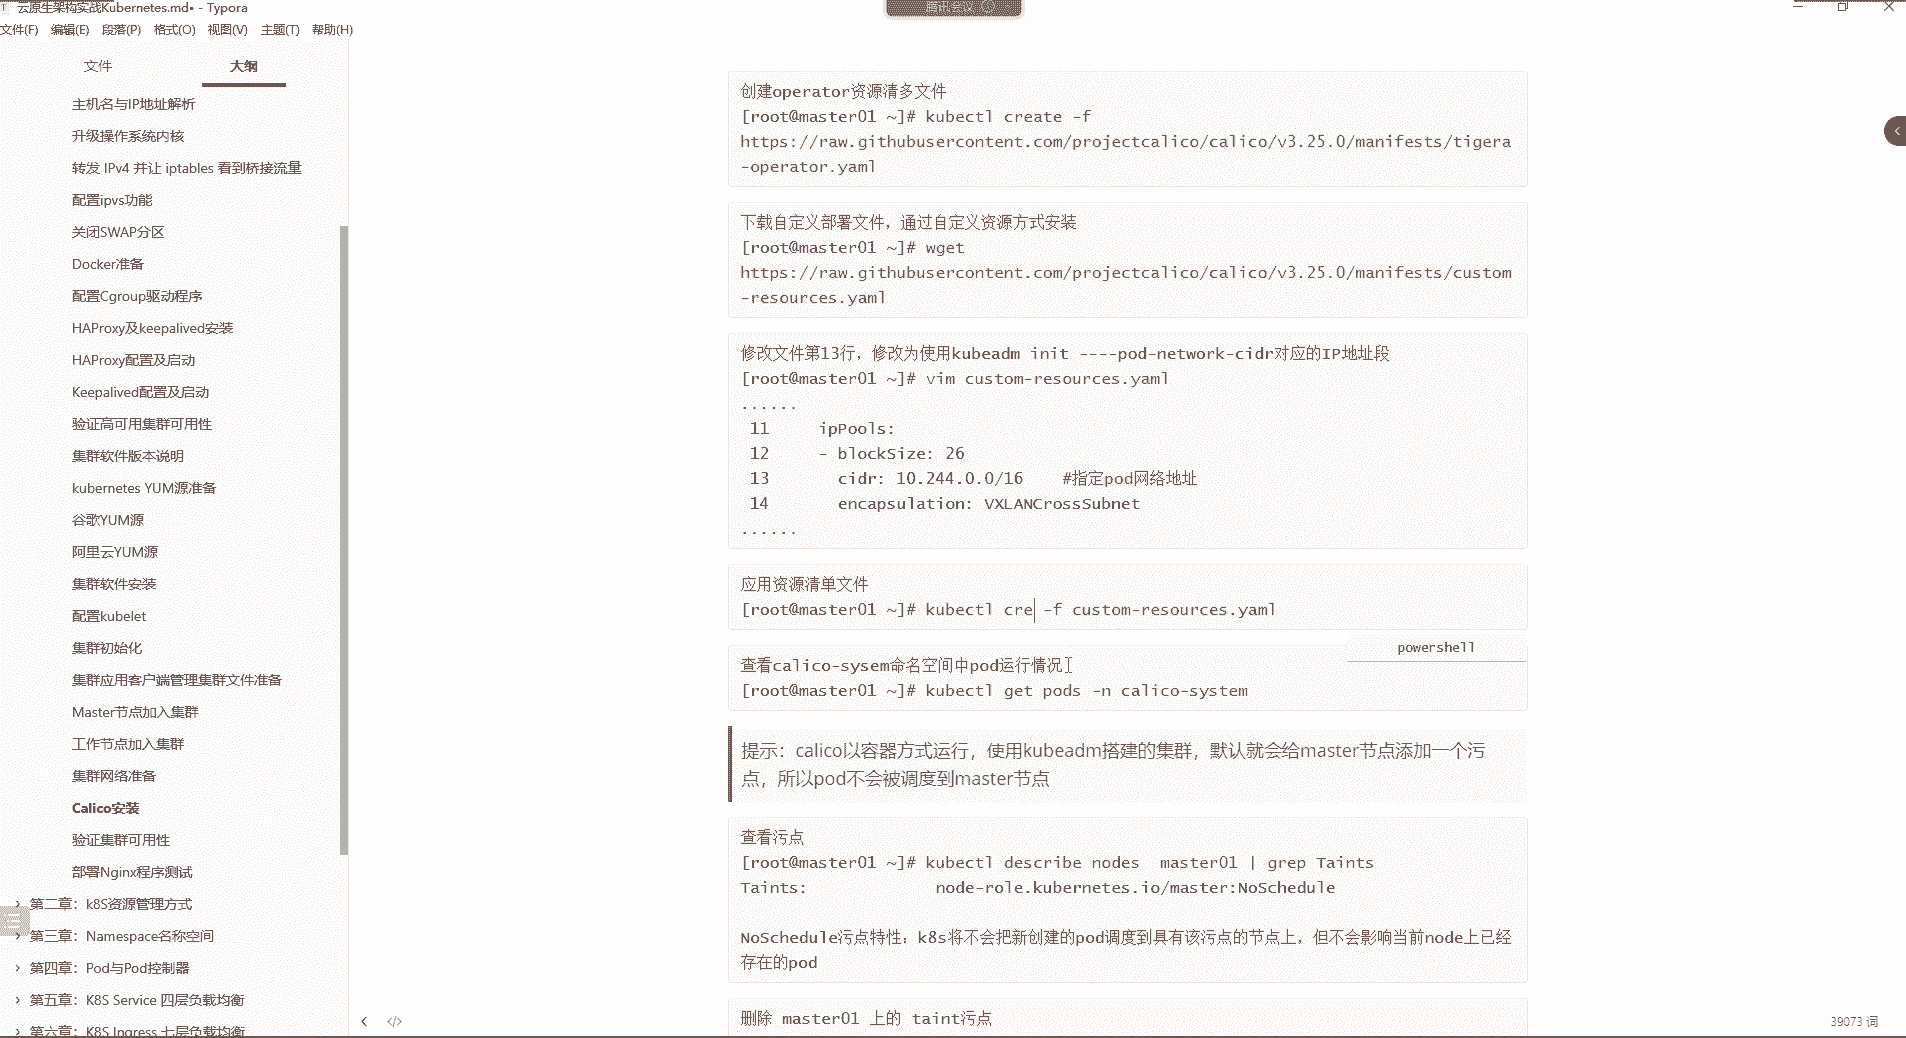 云原生架构实战Kubernetes.md• - Typora
腾讯会议
文件(F) 编辑(E) 段落(P) 格式(O) 视图(V) 主题(T) 帮助(H)
文件 大纲
主机名与IP地址解析
升级操作系统内核
转发 IPv4 并让 iptables 看到桥接流量
配置ipvs功能
关闭SWAP分区
Docker准备
配置Cgroup驱动程序
HAProxy及keepalived安装
HAProxy配置及启动
Keepalived配置及启动
验证高可用集群可用性
集群软件版本说明
kubernetes YUM源准备
谷歌YUM源
阿里云YUM源
集群软件安装
配置kubelet
集群初始化
集群应用客户端管理集群文件准备
Master节点加入集群
工作节点加入集群
集群网络准备
Calico安装
验证集群可用性
部署Nginx程序测试
第二章：k8S资源管理方式
第三章：Namespace名称空间
第四章：Pod与Pod控制器
第五章：K8S Service 四层负载均衡
第六章：K8S Ingress 七层负载均衡
创建operator资源清多文件
[root@master01 ~]# kubectl create -f
https://raw.githubusercontent.com/projectcalico/calico/v3.25.0/manifests/tigera
-operator.yaml
下载自定义部署文件，通过自定义资源方式安装
[root@master01 ~]# wget
https://raw.githubusercontent.com/projectcalico/calico/v3.25.0/manifests/custom
-resources.yaml
修改文件第13行，修改为使用kubeadm init ----pod-network-cidr对应的IP地址段
[root@master01 ~]# vim custom-resources.yaml
......
11 ipPools:
12 - blockSize: 26
13 cidr: 10.244.0.0/16 #指定pod网络地址
14 encapsulation: VXLANCrossSubnet
......
应用资源清单文件
[root@master01 ~]# kubectl cre -f custom-resources.yaml
powershell
查看calico-sysem命名空间中pod运行情况
[root@master01 ~]# kubectl get pods -n calico-system
提示：calico以容器方式运行，使用kubeadm搭建的集群，默认就会给master节点添加一个污
点，所以pod不会被调度到master节点
查看污点
[root@master01 ~]# kubectl describe nodes master01 | grep Taints
Taints: node-role.kubernetes.io/master:NoSchedule
NoSchedule污点特性：k8s将不会把新创建的pod调度到具有该污点的节点上，但不会影响当前node上已经
存在的pod
删除 master01 上的 taint污点
39073 词